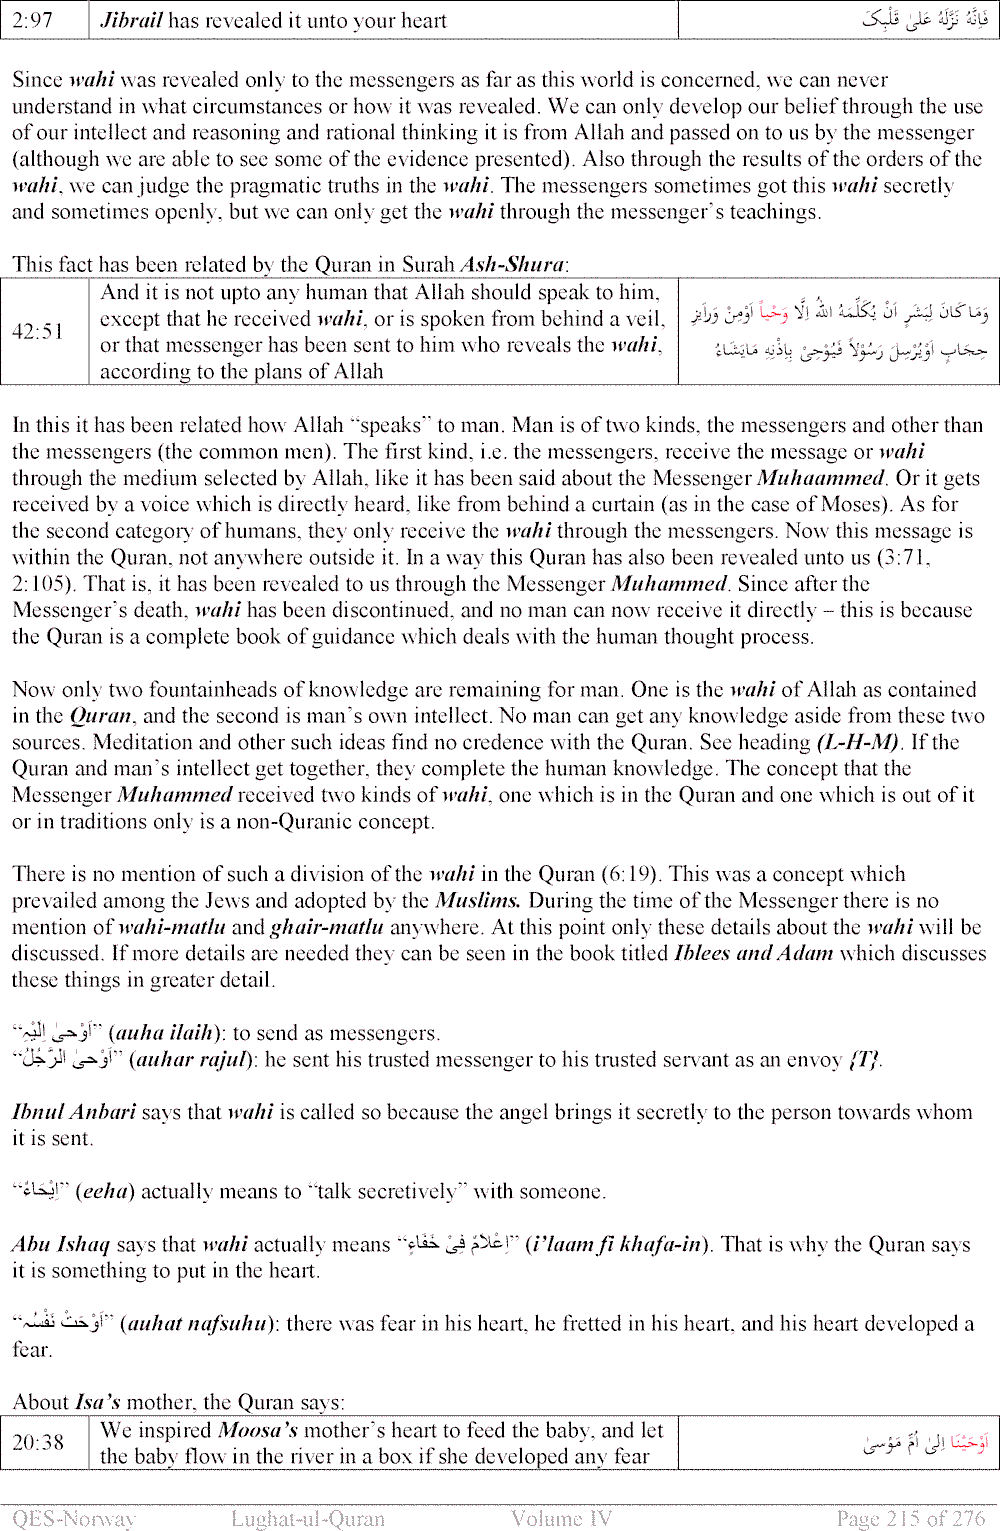 2:97 Jibrail has revealed it unto your heart فَاِنَّهٗ نَزَّلَهٗ عَلٰی قَلْبِکَ
Since wahi was revealed only to the messengers as far as this world is concerned, we can never
understand in what circumstances or how it was revealed. We can only develop our belief through the use
of our intellect and reasoning and rational thinking it is from Allah and passed on to us by the messenger
(although we are able to see some of the evidence presented). Also through the results of the orders of the
wahi, we can judge the pragmatic truths in the wahi. The messengers sometimes got this wahi secretly
and sometimes openly, but we can only get the wahi through the messenger’s teachings.
This fact has been related by the Quran in Surah Ash-Shura:
And it is not upto any human that Allah should speak to him,
except that he received wahi, or is spoken from behind a veil,
42:51
or that messenger has been sent to him who reveals the wahi,
according to the plans of Allah
وَمَا کَانَ لِبَشَرٍ اَنْ یُکَلِّمَهُ اللّٰهُ اِلَّا وَحْیاً اَوْمِنْ وَرَآیِٔ
حِجَابٍ اَوْیُرْسِلَ رَسُوْلاً فَیُوْحِیْ بِاِذْنِهٖ مَایَشَاءُ
In this it has been related how Allah “speaks” to man. Man is of two kinds, the messengers and other than
the messengers (the common men). The first kind, i.e. the messengers, receive the message or wahi
through the medium selected by Allah, like it has been said about the Messenger Muhaammed. Or it gets
received by a voice which is directly heard, like from behind a curtain (as in the case of Moses). As for
the second category of humans, they only receive the wahi through the messengers. Now this message is
within the Quran, not anywhere outside it. In a way this Quran has also been revealed unto us (3:71,
2:105). That is, it has been revealed to us through the Messenger Muhammed. Since after the
Messenger’s death, wahi has been discontinued, and no man can now receive it directly – this is because
the Quran is a complete book of guidance which deals with the human thought process.
Now only two fountainheads of knowledge are remaining for man. One is the wahi of Allah as contained
in the Quran, and the second is man’s own intellect. No man can get any knowledge aside from these two
sources. Meditation and other such ideas find no credence with the Quran. See heading (L-H-M). If the
Quran and man’s intellect get together, they complete the human knowledge. The concept that the
Messenger Muhammed received two kinds of wahi, one which is in the Quran and one which is out of it
or in traditions only is a non-Quranic concept.
There is no mention of such a division of the wahi in the Quran (6:19). This was a concept which
prevailed among the Jews and adopted by the Muslims. During the time of the Messenger there is no
mention of wahi-matlu and ghair-matlu anywhere. At this point only these details about the wahi will be
discussed. If more details are needed they can be seen in the book titled Iblees and Adam which discusses
these things in greater detail.
“اَوْحیٰ اِلَیْہِ” (auha ilaih): to send as messengers.
“اَوْحیٰ الرَّجُلُ” (auhar rajul): he sent his trusted messenger to his trusted servant as an envoy {T}.
Ibnul Anbari says that wahi is called so because the angel brings it secretly to the person towards whom
it is sent.
“اِیْحَاءٌ” (eeha) actually means to “talk secretively” with someone.
Abu Ishaq says that wahi actually means “اِعْلَامٌ فِیْ خَفَاءٍ” (i’laam fi khafa-in). That is why the Quran says
it is something to put in the heart.
“اَوْحَتْ نَفْسُہ” (auhat nafsuhu): there was fear in his heart, he fretted in his heart, and his heart developed a
fear.
About Isa’s mother, the Quran says:
We inspired Moosa’s mother’s heart to feed the baby, and let
20:38
the baby flow in the river in a box if she developed any fear
اَوْحَیْنَا اِلٰی اُمِّ مُوْسیٰ
QES-Norway Lughat-ul-Quran Volume IV Page 215 of 276